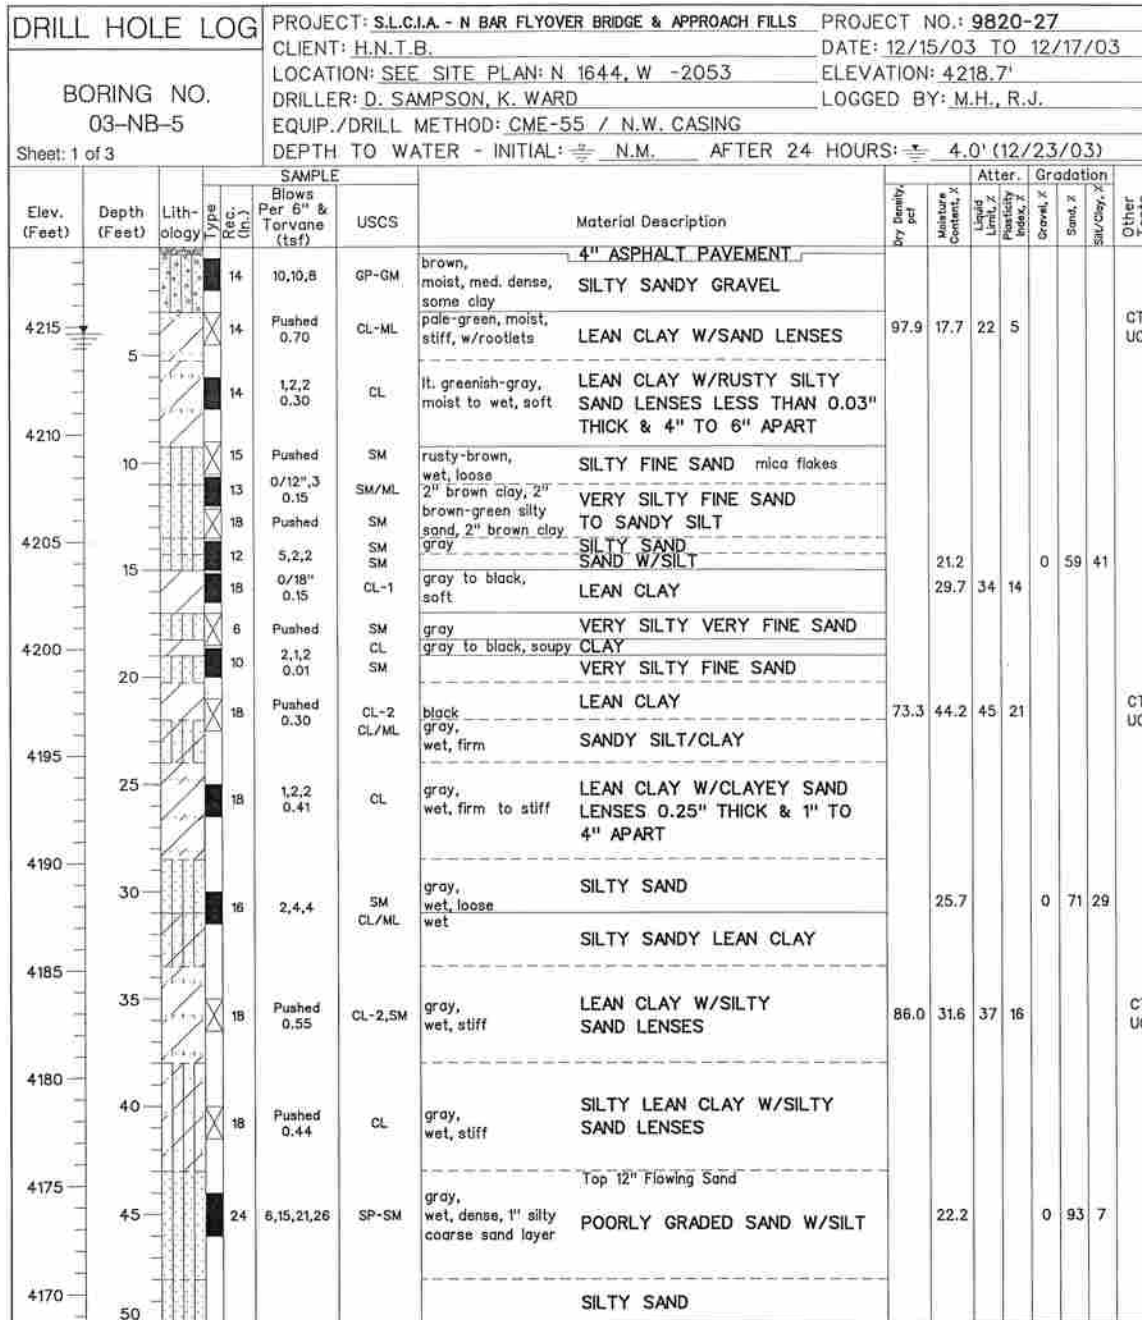 DRILL HOLE LOG
BORING NO.
03-NB-5
Sheet: 1 of 3
PROJECT: S.L.C.I.A. - N BAR FLYOVER BRIDGE & APPROACH FILLS PROJECT NO.: 9820-27
CLIENT: H.N.T.B. DATE: 12/15/03 TO 12/17/03
LOCATION: SEE SITE PLAN: N 1644, W -2053 ELEVATION: 4218.7'
DRILLER: D. SAMPSON, K. WARD LOGGED BY: M.H., R.J.
EQUIP./DRILL METHOD: CME-55 / N.W. CASING
DEPTH TO WATER - INITIAL: N.M. AFTER 24 HOURS: 4.0' (12/23/03)
SAMPLE Atter. Gradation
Elev. (Feet) Depth (Feet) Lith-ology Type Rec. (In.) Blows Per 6" & Torvane (tsf) USCS Material Description Dry Density, pcf Moisture Content, % Liquid Limit, % Plasticity Index, % Gravel, % Sand, % Silt/Clay, % Other
4" ASPHALT PAVEMENT
14 10,10,8 GP-GM brown, moist, med. dense, some clay SILTY SANDY GRAVEL
4215 14 Pushed 0.70 CL-ML pale-green, moist, stiff, w/rootlets LEAN CLAY W/SAND LENSES 97.9 17.7 22 5 CT UC
5
14 1,2,2 0.30 CL lt. greenish-gray, moist to wet, soft LEAN CLAY W/RUSTY SILTY SAND LENSES LESS THAN 0.03" THICK & 4" TO 6" APART
4210
10 15 Pushed SM rusty-brown, wet, loose SILTY FINE SAND mica flakes
13 0/12",3 0.15 SM/ML 2" brown clay, 2" brown-green silty sand, 2" brown clay VERY SILTY FINE SAND TO SANDY SILT
18 Pushed SM
4205 SM gray SILTY SAND
12 5,2,2 SM SAND W/SILT 21.2 0 59 41
15
18 0/18" 0.15 CL-1 gray to black, soft LEAN CLAY 29.7 34 14
6 Pushed SM gray VERY SILTY VERY FINE SAND
4200 CL gray to black, soupy CLAY
10 2,1,2 0.01 SM VERY SILTY FINE SAND
20
18 Pushed 0.30 CL-2 black LEAN CLAY 73.3 44.2 45 21 CT UC
CL/ML gray, wet, firm SANDY SILT/CLAY
4195
25
18 1,2,2 0.41 CL gray, wet, firm to stiff LEAN CLAY W/CLAYEY SAND LENSES 0.25" THICK & 1" TO 4" APART
4190
30
16 2,4,4 SM gray, wet, loose SILTY SAND 25.7 0 71 29
CL/ML wet SILTY SANDY LEAN CLAY
4185
35
18 Pushed 0.55 CL-2,SM gray, wet, stiff LEAN CLAY W/SILTY SAND LENSES 86.0 31.6 37 16 CT UC
4180
40
18 Pushed 0.44 CL gray, wet, stiff SILTY LEAN CLAY W/SILTY SAND LENSES
4175 Top 12" Flowing Sand
45 24 6,15,21,26 SP-SM gray, wet, dense, 1" silty coarse sand layer POORLY GRADED SAND W/SILT 22.2 0 93 7
4170 SILTY SAND
50